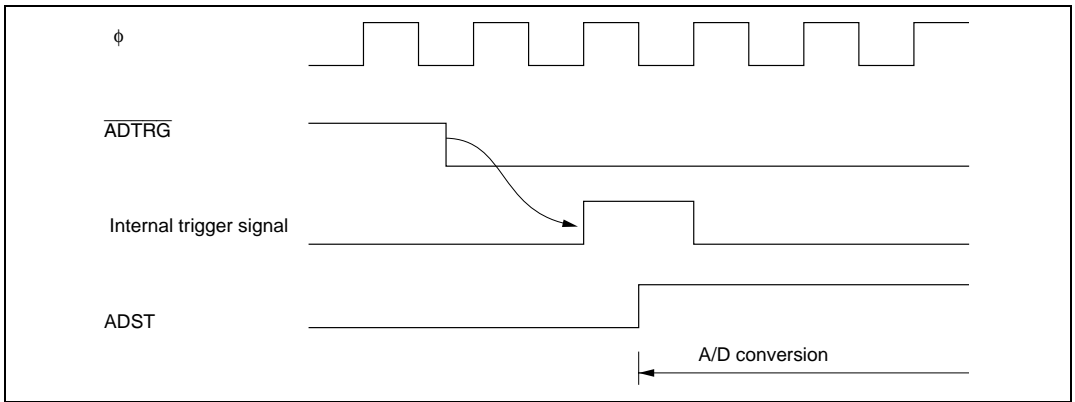 ϕ
ADTRG
Internal trigger signal
ADST
A/D conversion